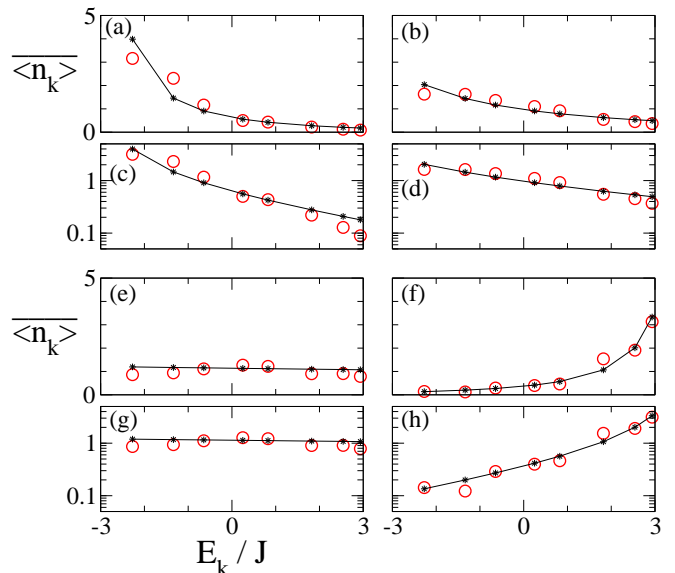 5
(a)
(b)
<n_k>
0
1
(c)
(d)
0.1
5
(e)
(f)
<n_k>
0
(g)
(h)
1
0.1
-3 0 3 -3 0 3
E_k / J
E_k / J